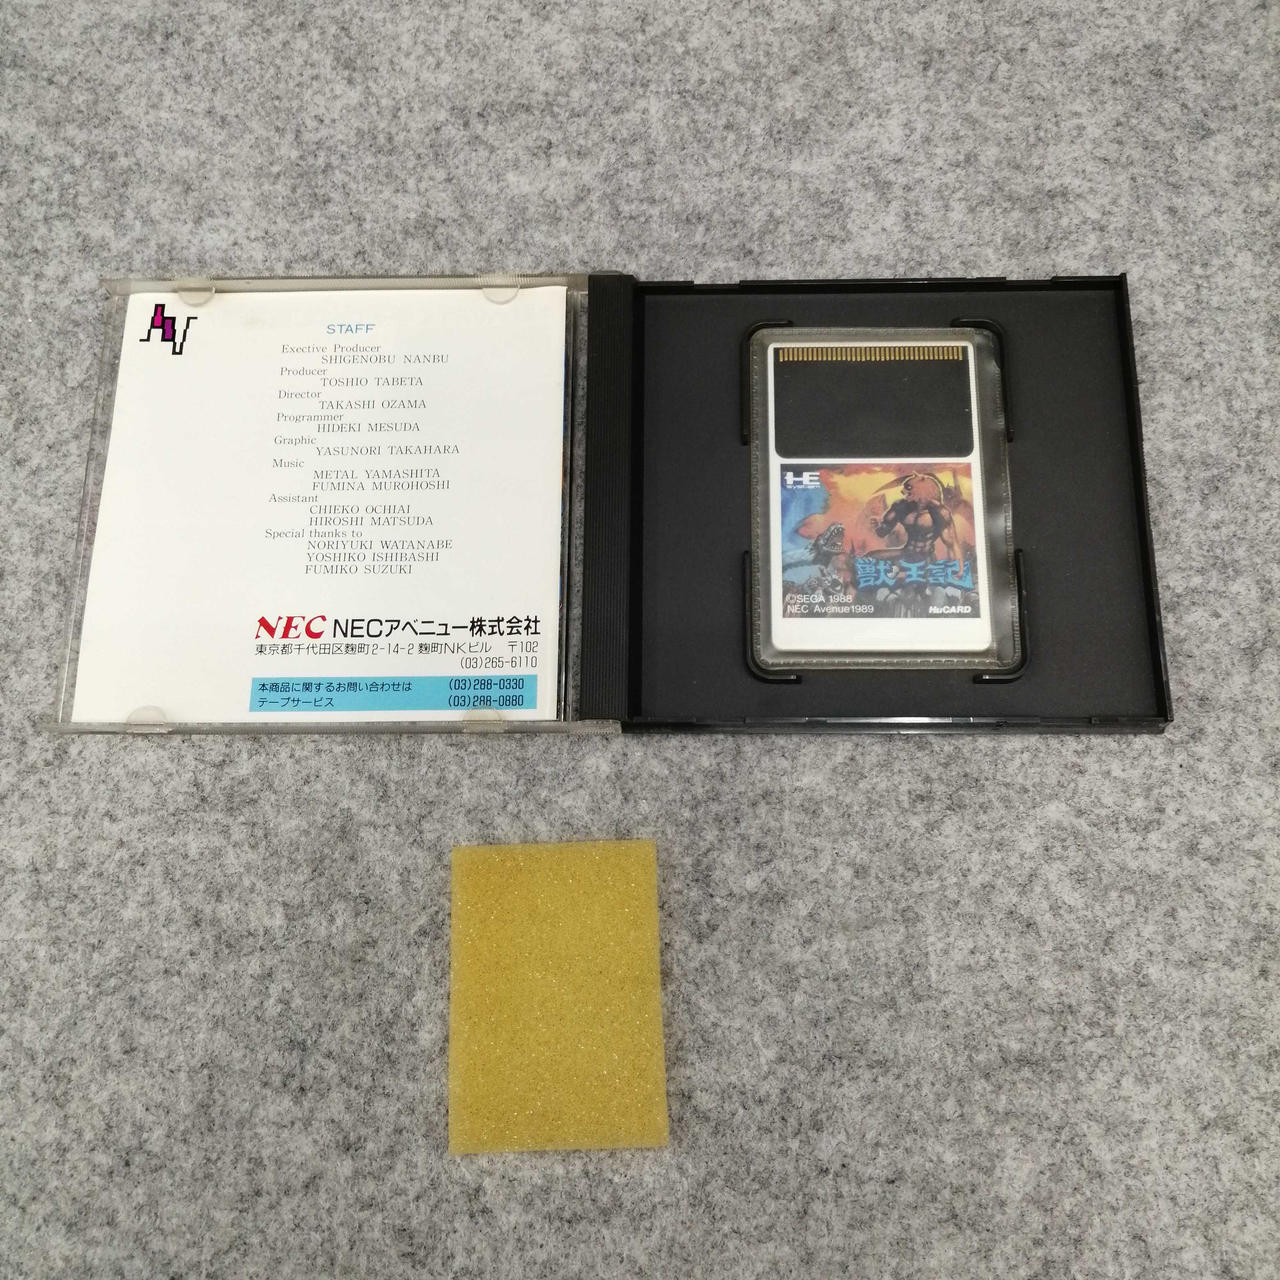 STAFF
Exective Producer
SHIGENOBU NANBU
Producer
TOSHIO TABETA
Director
TAKASHI OZAMA
Programmer
HIDEKI MESUDA
Graphic
YASUNORI TAKAHARA
Music
METAL YAMASHITA
FUMINA MUROHOSHI
Assistant
CHIEKO OCHIAI
HIROSHI MATSUDA
Special thanks to
NORIYUKI WATANABE
YOSHIKO ISHIBASHI
FUMIKO SUZUKI
NEC NECアベニュー株式会社
東京都千代田区麹町2-14-2 麹町NKビル 〒102
(03)265-6110
本商品に関するお問い合わせは (03)288-0330
テープサービス (03)288-0880
HE
system
獣王記
©SEGA 1988
NEC Avenue1989 HuCARD